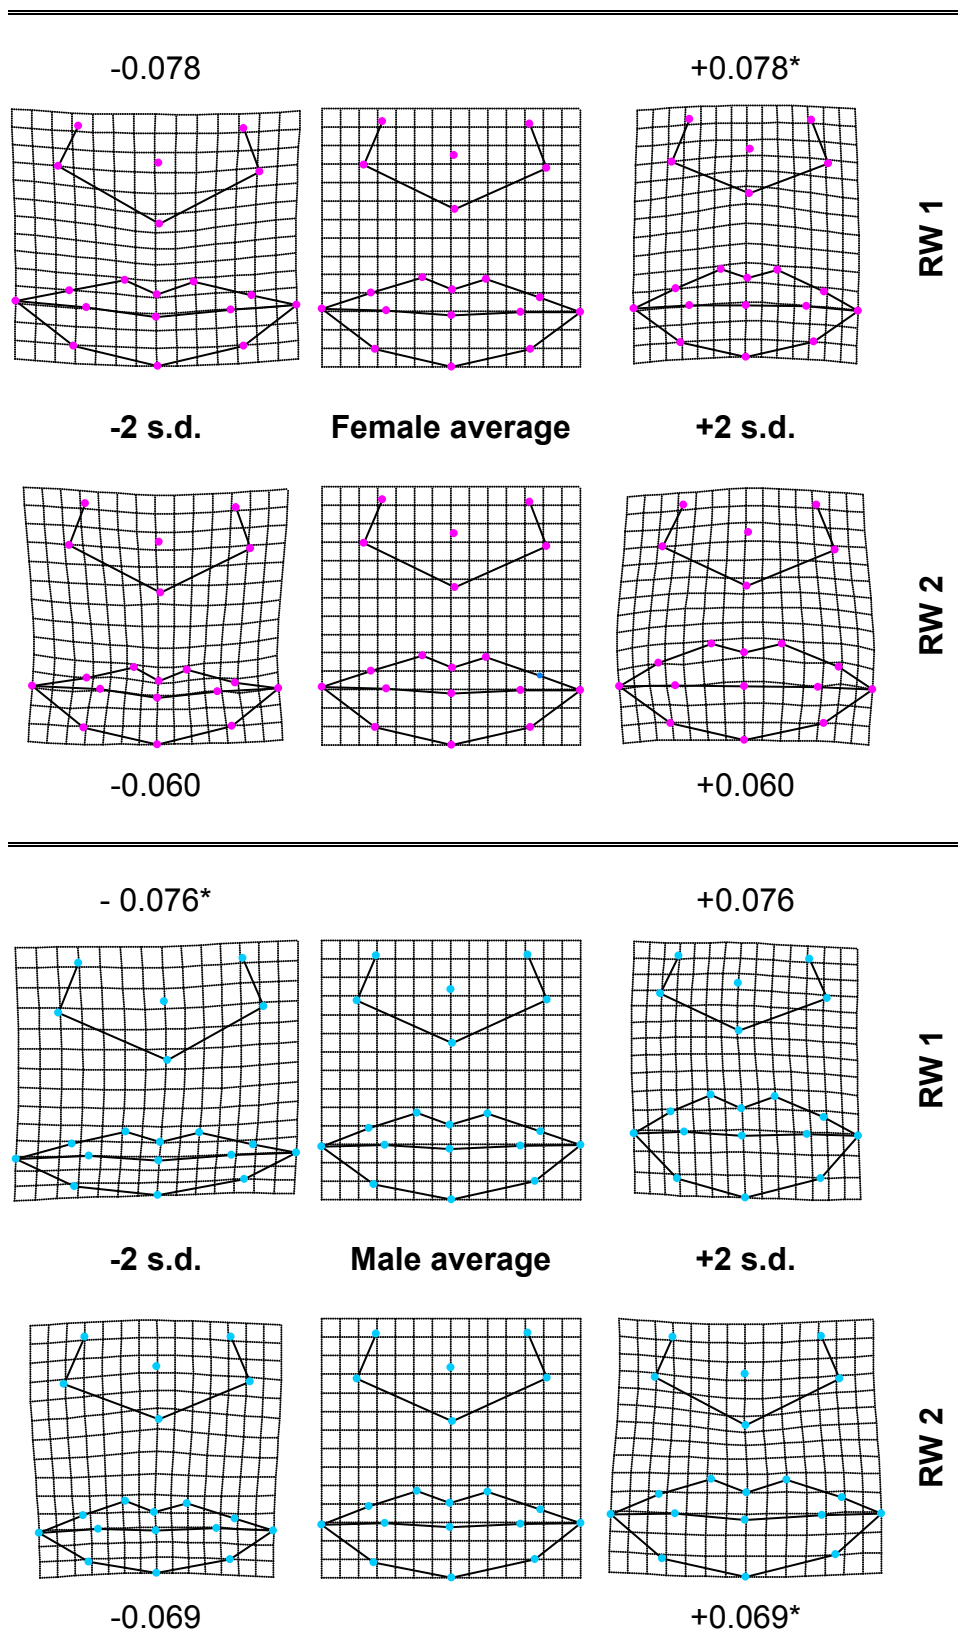 -0.078 +0.078*
RW 1
-2 s.d. Female average +2 s.d.
RW 2
-0.060 +0.060
- 0.076* +0.076
RW 1
-2 s.d. Male average +2 s.d.
RW 2
-0.069 +0.069*